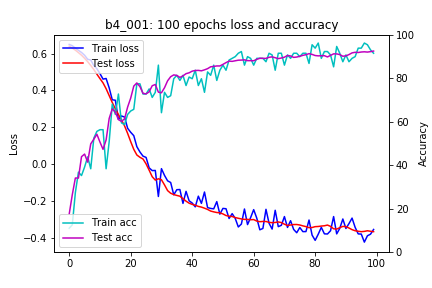 b4_001: 100 epochs loss and accuracy
Train loss
Test loss
Train acc
Test acc
Loss
0.6
0.4
0.2
0.0
−0.2
−0.4
Accuracy
100
80
60
40
20
0
0
20
40
60
80
100